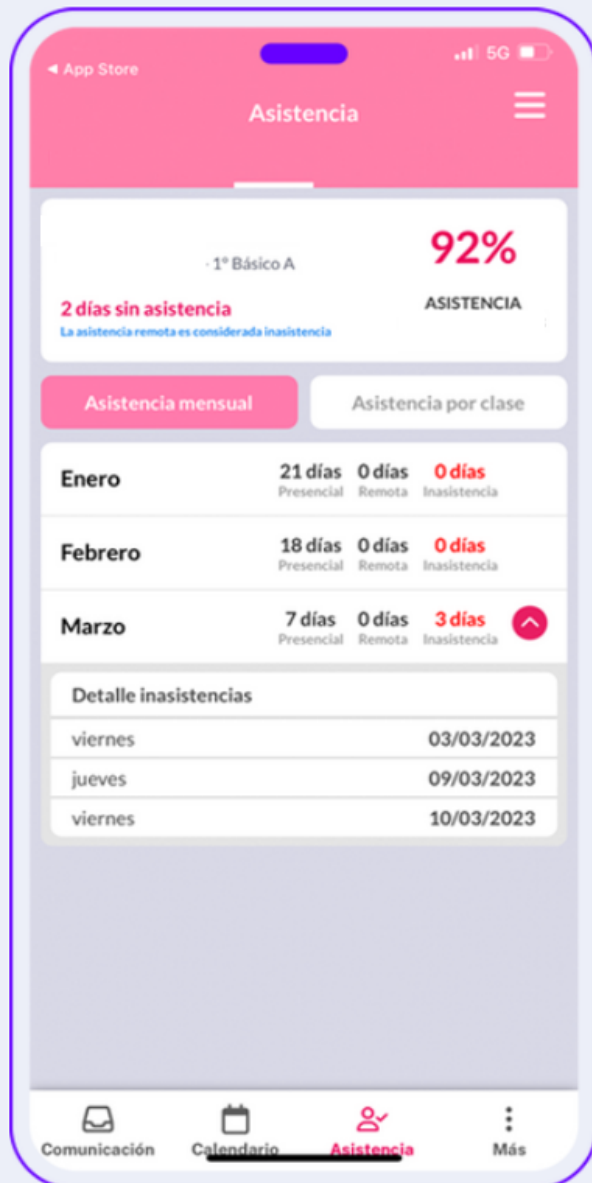 ◀ App Store 5G
Asistencia
· 1° Básico A
92%
2 días sin asistencia
ASISTENCIA
La asistencia remota es considerada inasistencia
Asistencia mensual Asistencia por clase
Enero 21 días 0 días 0 días
Presencial Remota Inasistencia
Febrero 18 días 0 días 0 días
Presencial Remota Inasistencia
Marzo 7 días 0 días 3 días
Presencial Remota Inasistencia
Detalle inasistencias
viernes 03/03/2023
jueves 09/03/2023
viernes 10/03/2023
Comunicación Calendario Asistencia Más